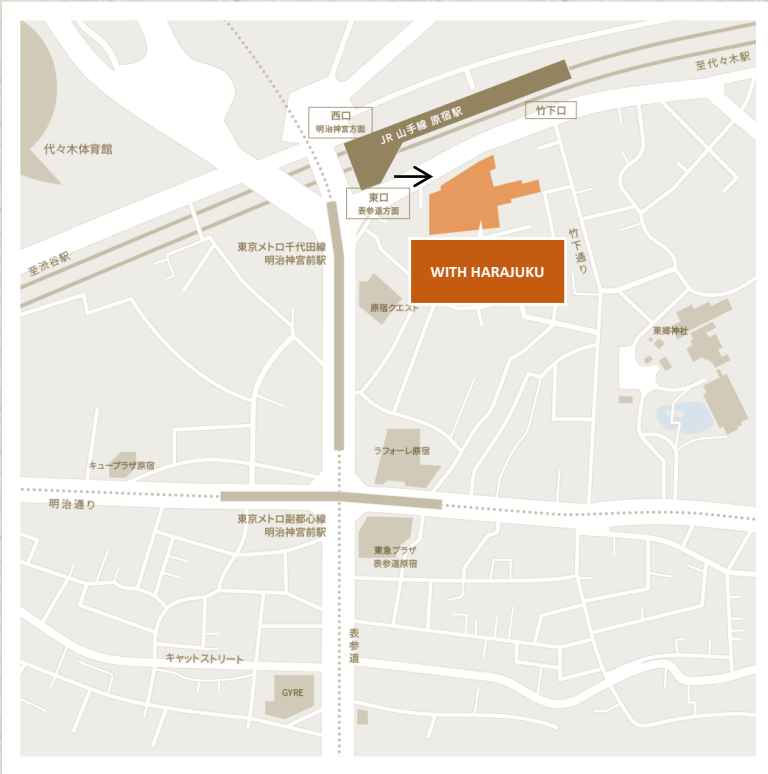 至代々木駅
西口
明治神宮方面
JR 山手線 原宿駅
竹下口
代々木体育館
東口
表参道方面
東京メトロ千代田線
明治神宮前駅
竹下通り
至渋谷駅
WITH HARAJUKU
原宿クエスト
東郷神社
ラフォーレ原宿
キュープラザ原宿
明治通り
東京メトロ副都心線
明治神宮前駅
東急プラザ
表参道原宿
表参道
キャットストリート
GYRE